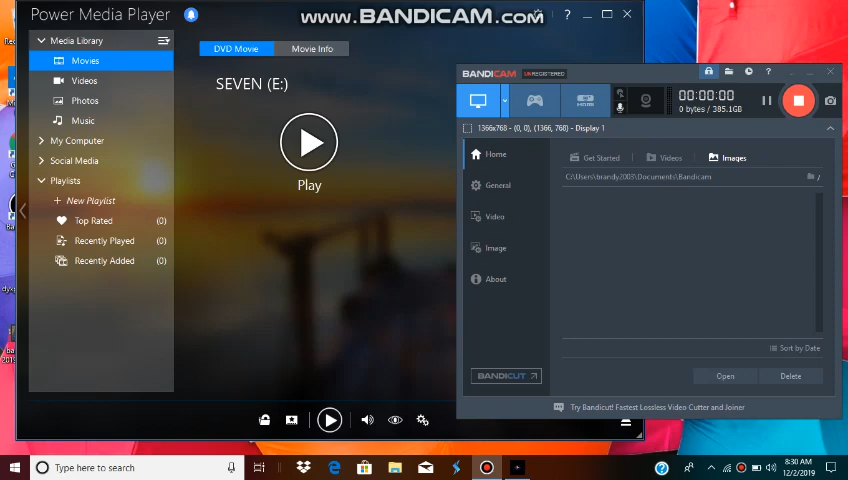 Power Media Player
www.BANDICAM.com
Media Library
Movies
Videos
Photos
Music
My Computer
Social Media
Playlists
+ New Playlist
Top Rated (0)
Recently Played (0)
Recently Added (0)
DVD Movie Movie Info
SEVEN (E:)
Play
BANDICAM UNREGISTERED
00:00:00
0 bytes / 385.1GB
1366x768 - (0, 0), (1366, 768) - Display 1
Home
General
Video
Image
About
BANDICUT
Get Started Videos Images
C:\Users\brandy2003\Documents\Bandicam
Sort by Date
Open Delete
Try Bandicut! Fastest Lossless Video Cutter and Joiner
Type here to search
8:30 AM
12/2/2019